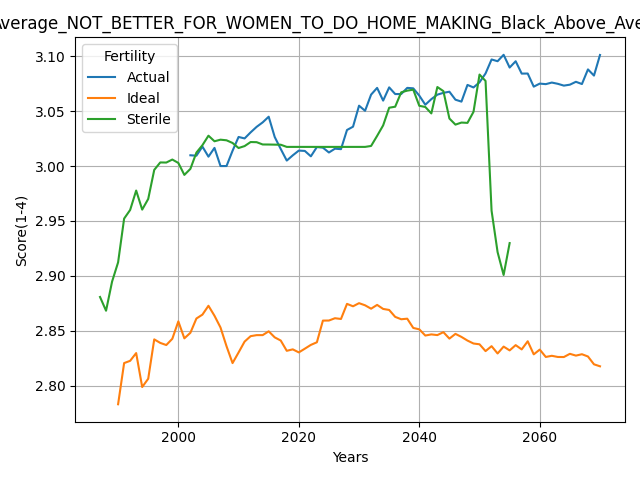 Average_NOT_BETTER_FOR_WOMEN_TO_DO_HOME_MAKING_Black_Above_Ave
Fertility
Actual
Ideal
Sterile
Score(1-4)
3.10
3.05
3.00
2.95
2.90
2.85
2.80
2000
2020
2040
2060
Years